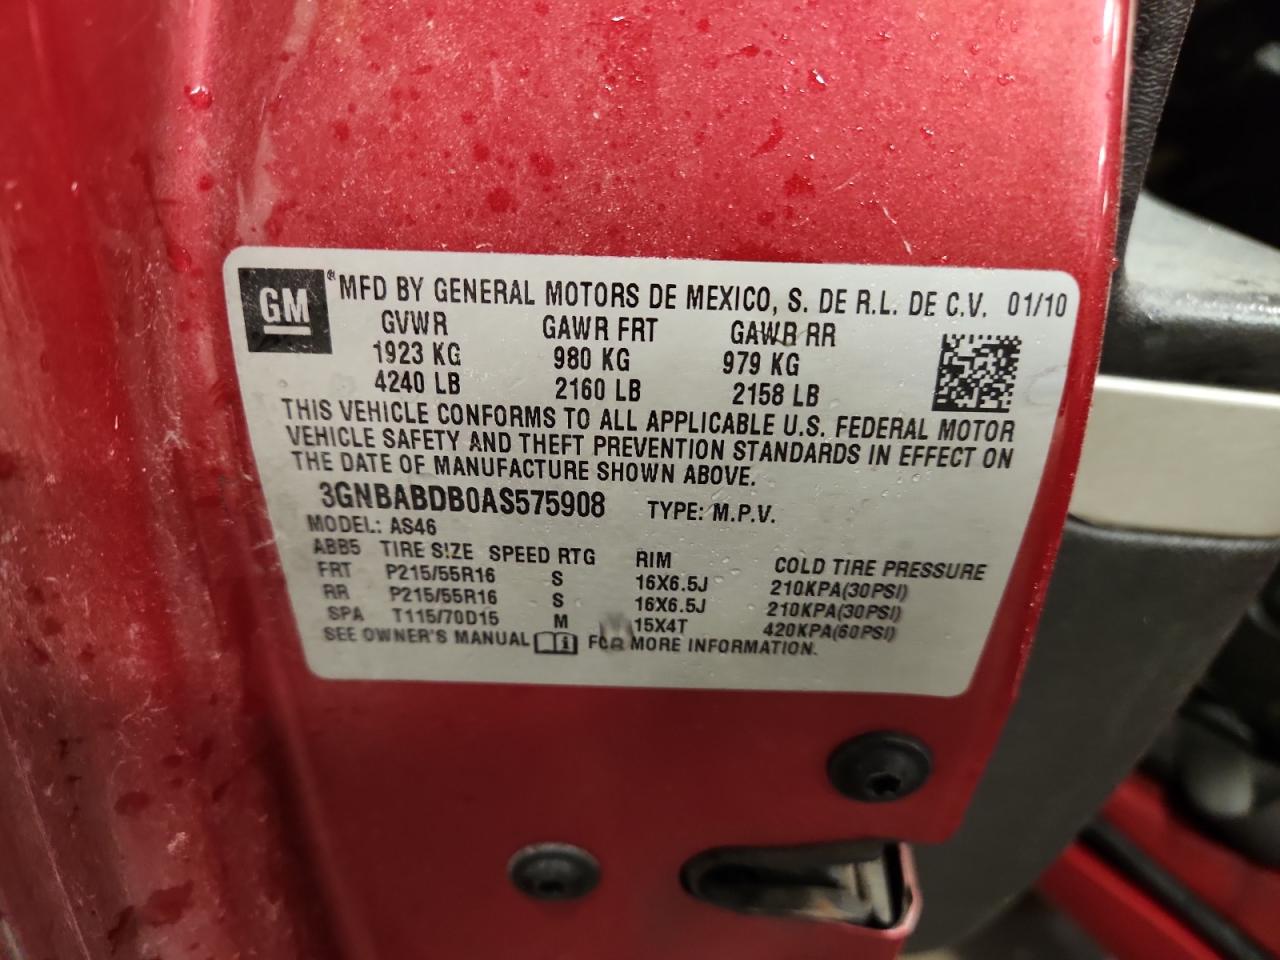 GM ® MFD BY GENERAL MOTORS DE MEXICO, S. DE R.L. DE C.V. 01/10
GVWR GAWR FRT GAWR RR
1923 KG 980 KG 979 KG
4240 LB 2160 LB 2158 LB
THIS VEHICLE CONFORMS TO ALL APPLICABLE U.S. FEDERAL MOTOR
VEHICLE SAFETY AND THEFT PREVENTION STANDARDS IN EFFECT ON
THE DATE OF MANUFACTURE SHOWN ABOVE.
3GNBABDB0AS575908 TYPE: M.P.V.
MODEL: AS46
ABB5 TIRE SIZE SPEED RTG RIM COLD TIRE PRESSURE
FRT P215/55R16 S 16X6.5J 210KPA(30PSI)
RR P215/55R16 S 16X6.5J 210KPA(30PSI)
SPA T115/70D15 M 15X4T 420KPA(60PSI)
SEE OWNER'S MANUAL i FOR MORE INFORMATION.